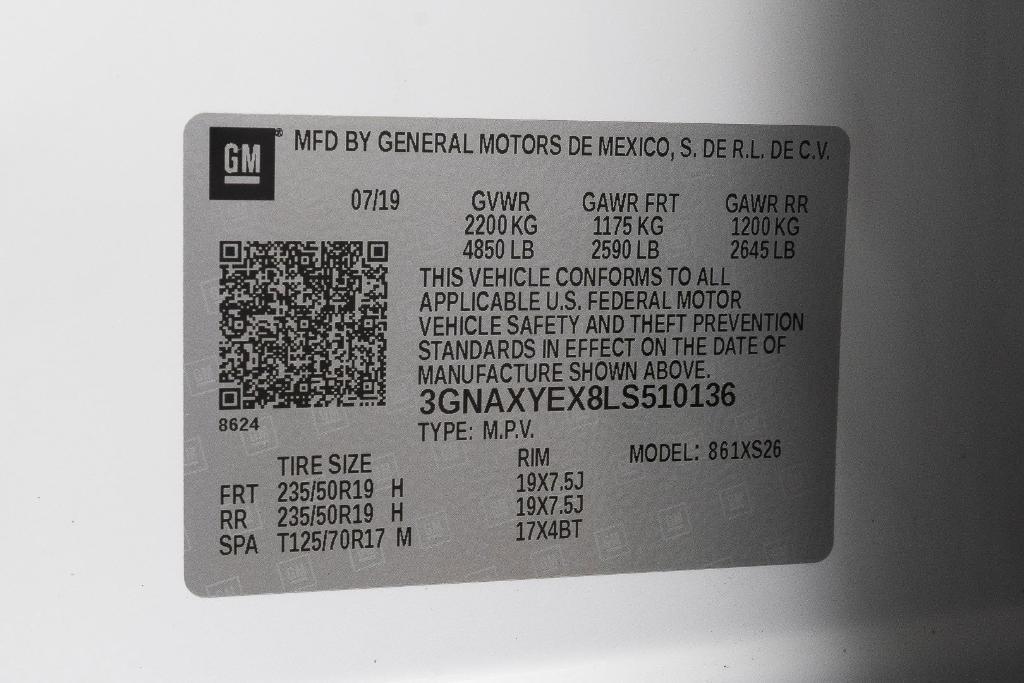 GM® MFD BY GENERAL MOTORS DE MEXICO, S. DE R.L. DE C.V.
07/19 GVWR GAWR FRT GAWR RR
2200 KG 1175 KG 1200 KG
4850 LB 2590 LB 2645 LB
THIS VEHICLE CONFORMS TO ALL
APPLICABLE U.S. FEDERAL MOTOR
VEHICLE SAFETY AND THEFT PREVENTION
STANDARDS IN EFFECT ON THE DATE OF
MANUFACTURE SHOWN ABOVE.
3GNAXYEX8LS510136
8624
TYPE: M.P.V.
MODEL: 861XS26
TIRE SIZE RIM
FRT 235/50R19 H 19X7.5J
RR 235/50R19 H 19X7.5J
SPA T125/70R17 M 17X4BT